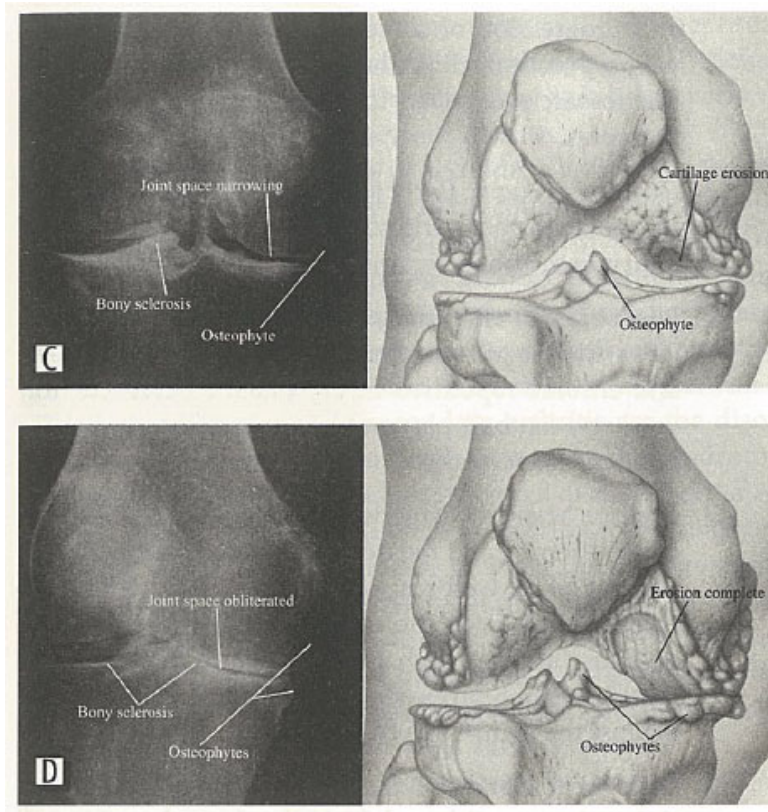 Joint space narrowing
Cartilage erosion
Bony sclerosis
Osteophyte
Osteophyte
C
Joint space obliterated
Erosion complete
Bony sclerosis
Osteophytes
Osteophytes
D